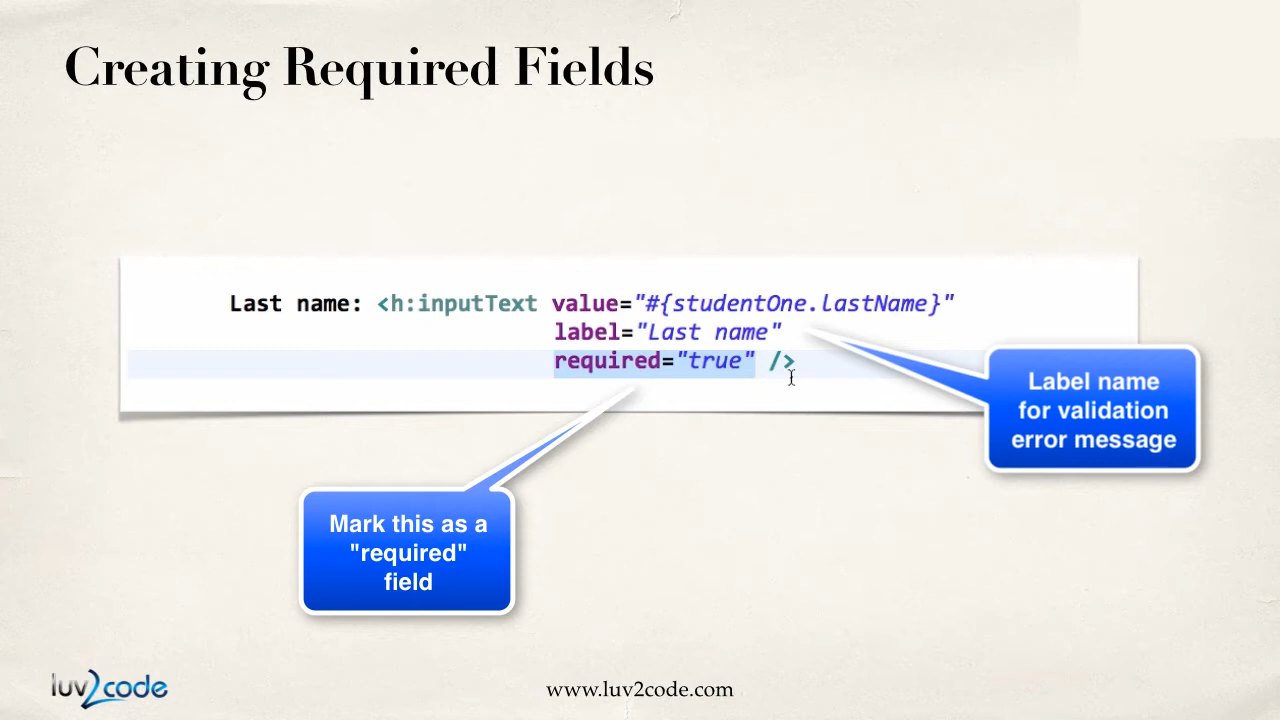 Creating Required Fields
Last name: <h:inputText value="#{studentOne.lastName}"
label="Last name"
required="true" />
Label name
for validation
error message
Mark this as a
"required"
field
luv2code
www.luv2code.com